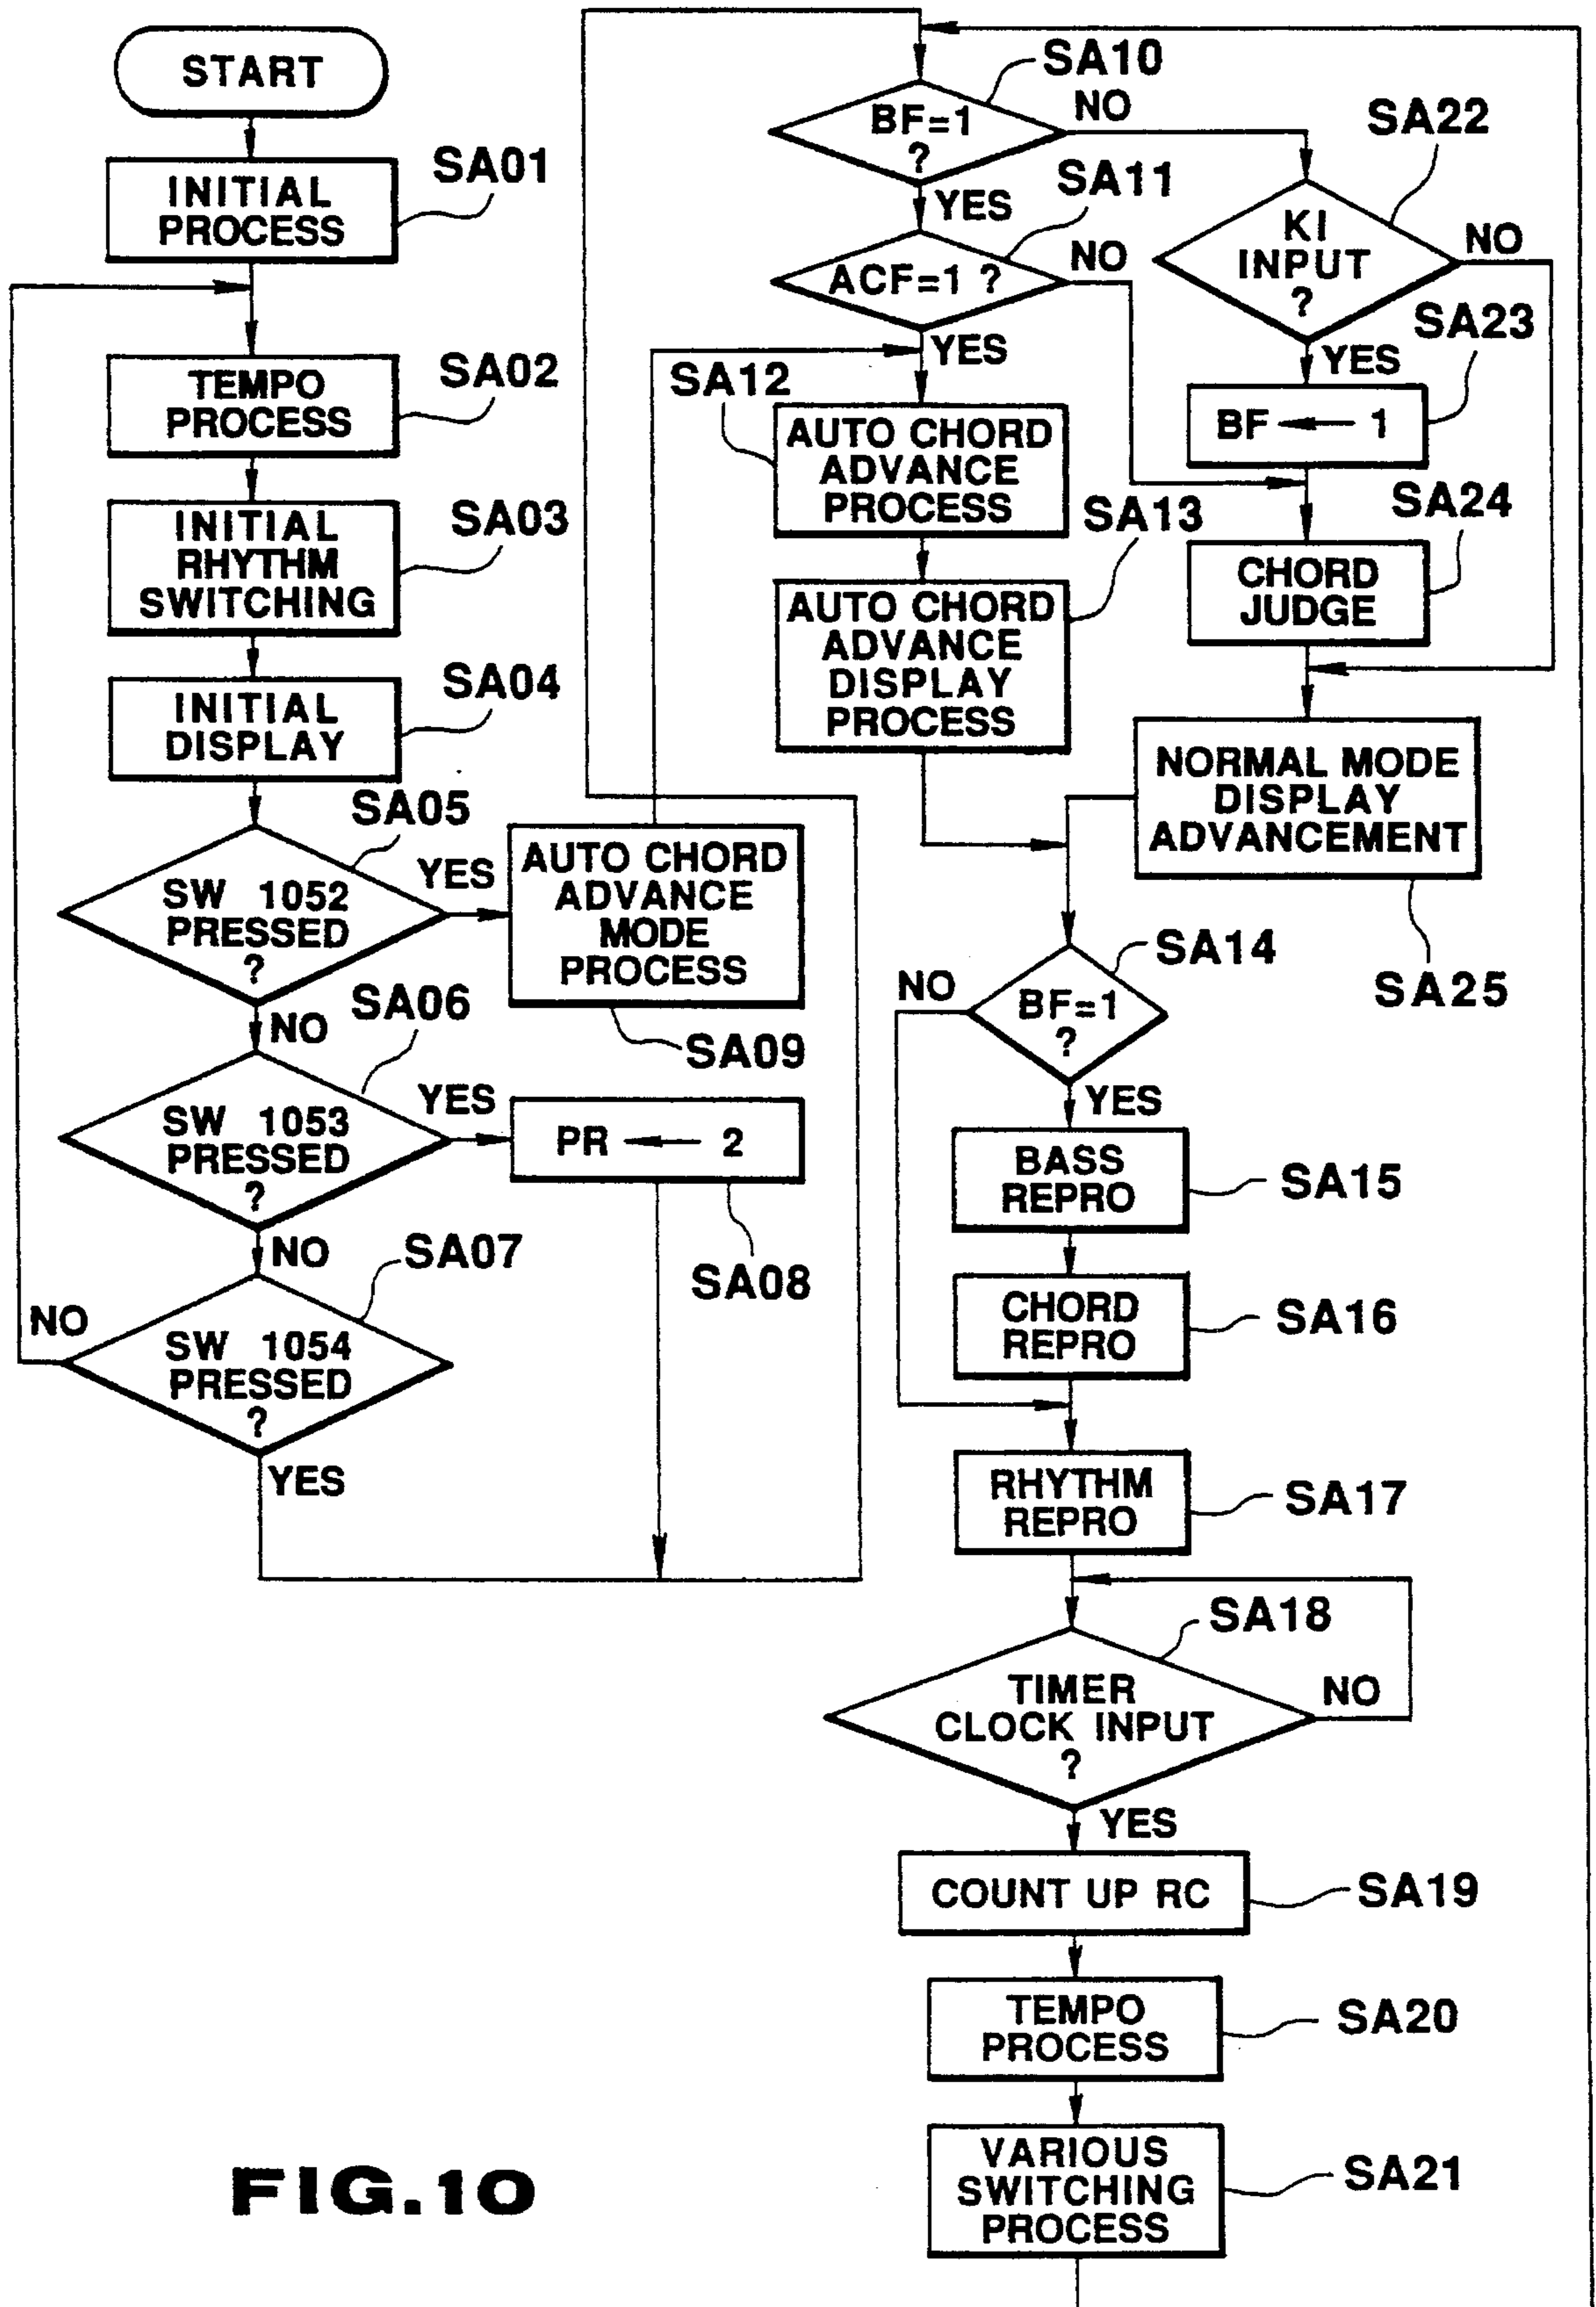 START
INITIAL
PROCESS
SA01
TEMPO
PROCESS
SA02
INITIAL
RHYTHM
SWITCHING
SA03
INITIAL
DISPLAY
SA04
SW 1052
PRESSED
?
SA05
YES
NO
AUTO CHORD
ADVANCE
MODE
PROCESS
SA09
SW 1053
PRESSED
?
SA06
YES
NO
PR ← 2
SA08
SW 1054
PRESSED
?
SA07
NO
YES
BF=1
?
SA10
NO
YES
ACF=1 ?
SA11
NO
YES
SA12
AUTO CHORD
ADVANCE
PROCESS
AUTO CHORD
ADVANCE
DISPLAY
PROCESS
SA13
KI
INPUT
?
SA22
NO
YES
BF ← 1
SA23
CHORD
JUDGE
SA24
NORMAL MODE
DISPLAY
ADVANCEMENT
SA25
BF=1
?
SA14
NO
YES
BASS
REPRO
SA15
CHORD
REPRO
SA16
RHYTHM
REPRO
SA17
TIMER
CLOCK INPUT
?
SA18
NO
YES
COUNT UP RC
SA19
TEMPO
PROCESS
SA20
VARIOUS
SWITCHING
PROCESS
SA21
FIG.10